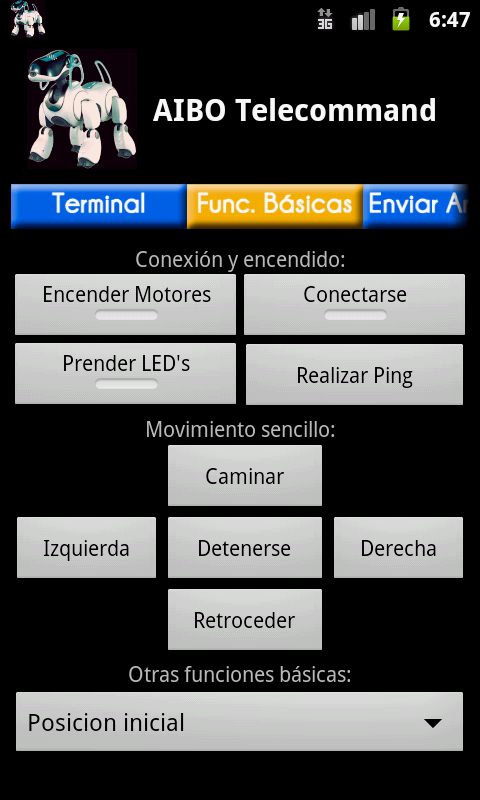 3G 6:47
AIBO Telecommand
Terminal Func. Básicas Enviar
Conexión y encendido:
Encender Motores Conectarse
Prender LED's Realizar Ping
Movimiento sencillo:
Caminar
Izquierda Detenerse Derecha
Retroceder
Otras funciones básicas:
Posicion inicial